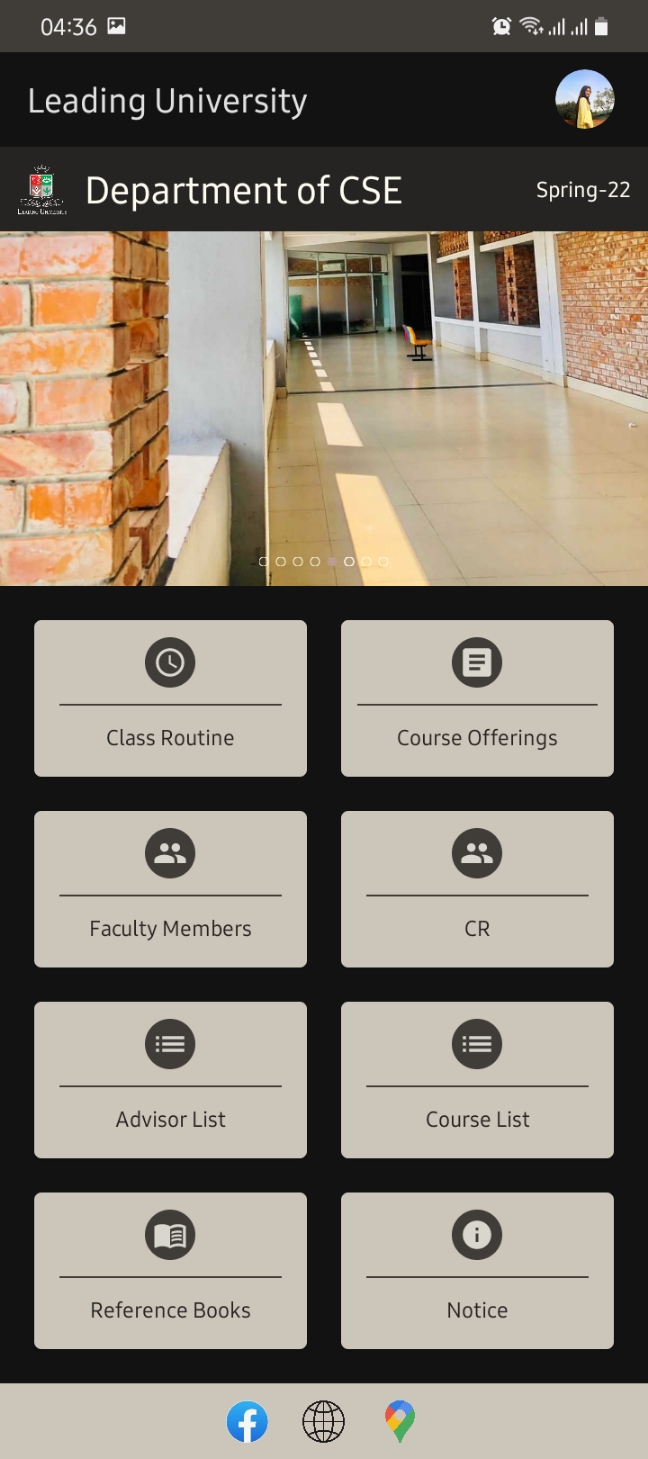 04:36
Leading University
LEADING UNIVERSITY
Department of CSE
Spring-22
Class Routine
Course Offerings
Faculty Members
CR
Advisor List
Course List
Reference Books
Notice